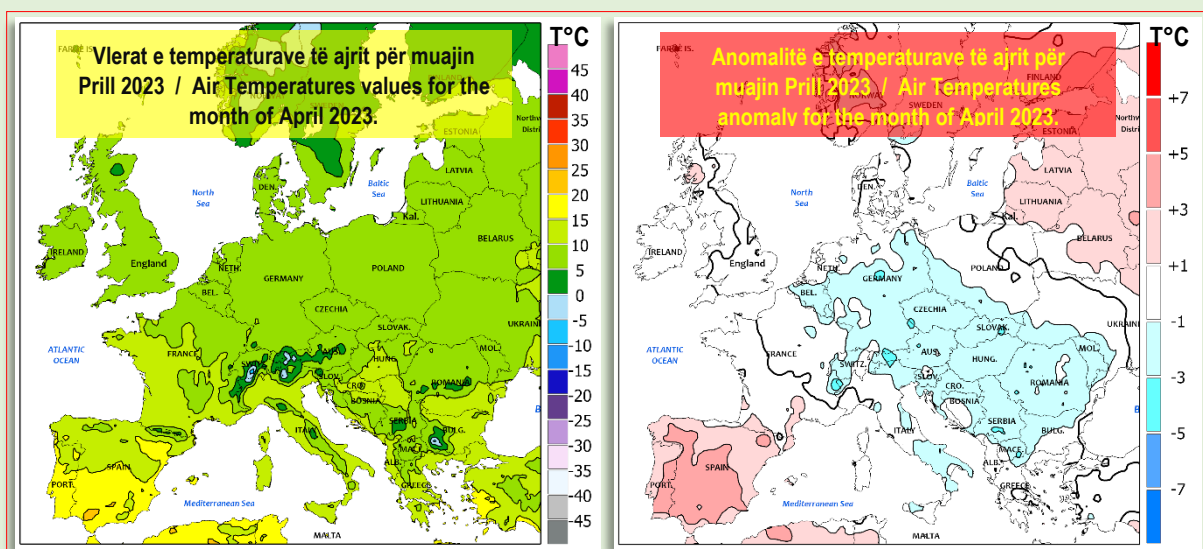 Vlerat e temperaturave të ajrit për muajin
Prill 2023 / Air Temperatures values for the
month of April 2023.
T°C
45
40
35
30
25
20
15
10
5
0
-5
-10
-15
-20
-25
-30
-35
-40
-45
ESTONIA
LATVIA
LITHUANIA
Kal.
BELARUS
North
Sea
DEN.
Baltic
Sea
IRELAND
England
NETH.
BEL.
GERMANY
POLAND
CZECHIA
SLOVAK.
UKRAINE
MOL.
ATLANTIC
OCEAN
FRANCE
AUS.
HUNG.
SLOV.
CRO.
BOSNIA
ROMANIA
SERBIA
BULG.
ITALY
MACE.
ALB.
GREECE
PORT.
SPAIN
Mediterranean Sea
MALTA
Anomalitë e temperaturave të ajrit për
muajin Prill 2023 / Air Temperatures
anomaly for the month of April 2023.
T°C
+7
+5
+3
+1
-1
-3
-5
-7
FINLAND
SWEDEN
ESTONIA
LATVIA
LITHUANIA
Kal.
BELARUS
North
Sea
DEN.
Baltic
Sea
IRELAND
England
NETH.
BEL.
GERMANY
POLAND
CZECHIA
SLOVAK.
UKRAINE
MOL.
ATLANTIC
OCEAN
FRANCE
SWITZ.
AUS.
HUNG.
SLOV.
CRO.
BOSNIA
ROMANIA
SERBIA
BULG.
ITALY
MACE.
ALB.
GREECE
PORT.
SPAIN
Mediterranean Sea
MALTA